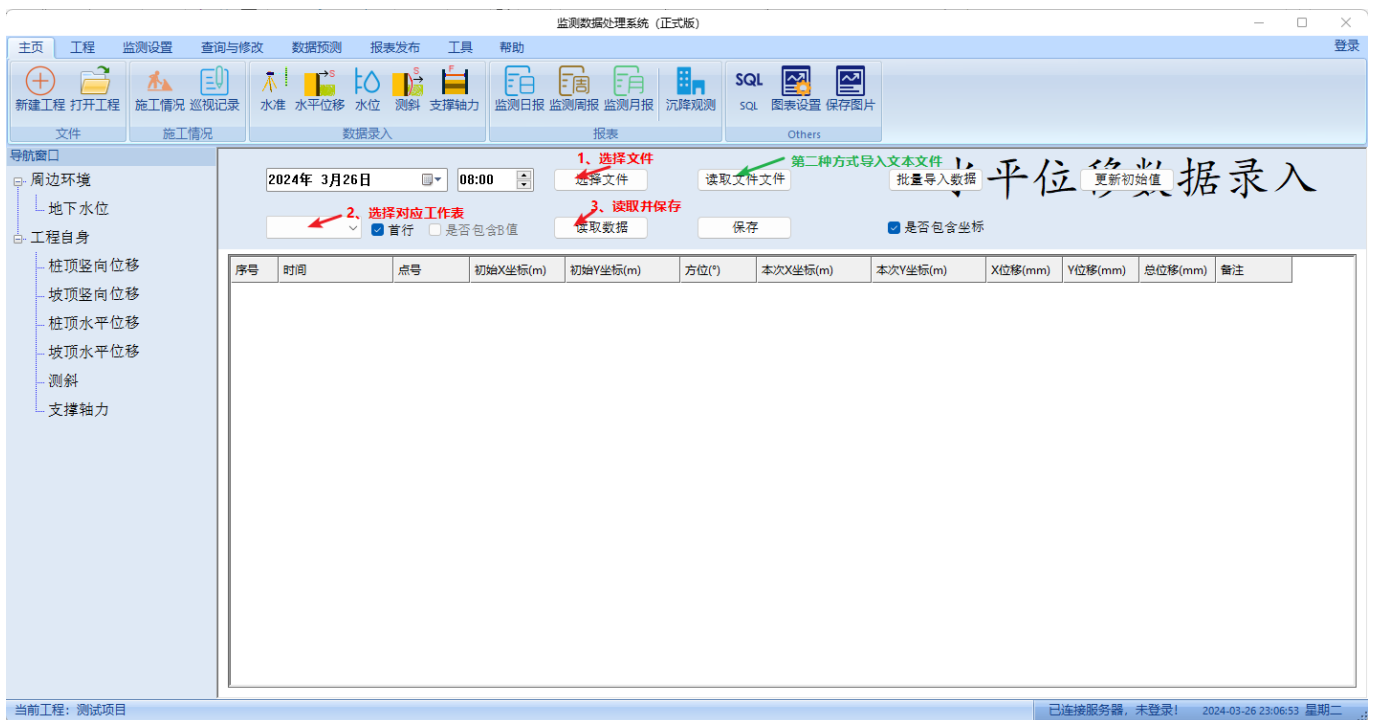 监测数据处理系统（正式版）
主页 工程 监测设置 查询与修改 数据预测 报表发布 工具 帮助 登录
S S F
新建工程 打开工程 施工情况 巡视记录 水准 水平位移 水位 测斜 支撑轴力 监测日报 监测周报 监测月报 沉降观测 SQL 图表设置 保存图片
日 周 月 SQL
文件 施工情况 数据录入 报表 Others
导航窗口
周边环境
地下水位
工程自身
桩顶竖向位移
坡顶竖向位移
桩顶水平位移
坡顶水平位移
测斜
支撑轴力
1、选择文件
第二种方式导入文本文件
2024年 3月26日 08:00 选择文件 读取文件文件 批量导入数据 更新初始值
平位移数据录入
2、选择对应工作表
3、读取并保存
首行 是否包含B值 读取数据 保存 是否包含坐标
序号 时间 点号 初始X坐标(m) 初始Y坐标(m) 方位(°) 本次X坐标(m) 本次Y坐标(m) X位移(mm) Y位移(mm) 总位移(mm) 备注
当前工程：测试项目
已连接服务器，未登录！ 2024-03-26 23:06:53 星期二